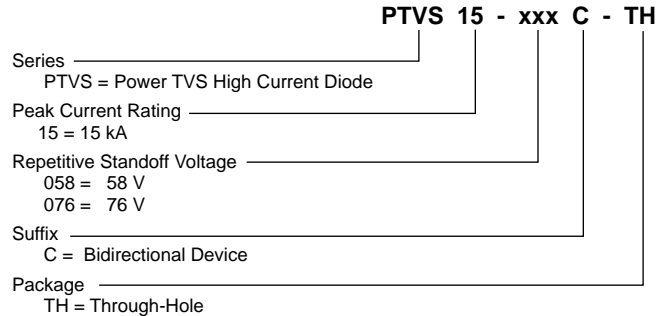 PTVS 15 - xxx C - TH
Series
PTVS = Power TVS High Current Diode
Peak Current Rating
15 = 15 kA
Repetitive Standoff Voltage
058 = 58 V
076 = 76 V
Suffix
C = Bidirectional Device
Package
TH = Through-Hole